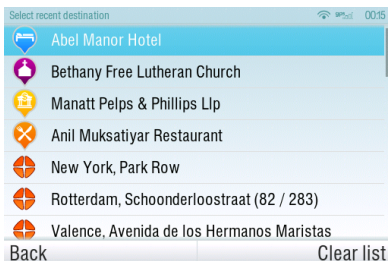 Select recent destination 00:15
Abel Manor Hotel
Bethany Free Lutheran Church
Manatt Pelps & Phillips Llp
Anil Muksatiyar Restaurant
New York, Park Row
Rotterdam, Schoonderloostraat (82 / 283)
Valence, Avenida de los Hermanos Maristas
Back Clear list